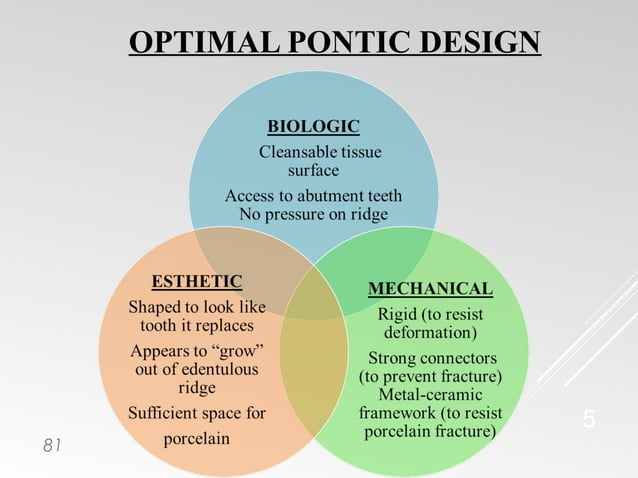 OPTIMAL PONTIC DESIGN
BIOLOGIC
Cleansable tissue
surface
Access to abutment teeth
No pressure on ridge
ESTHETIC
Shaped to look like
tooth it replaces
Appears to “grow”
out of edentulous
ridge
Sufficient space for
porcelain
MECHANICAL
Rigid (to resist
deformation)
Strong connectors
(to prevent fracture)
Metal-ceramic
framework (to resist
porcelain fracture)
5
81